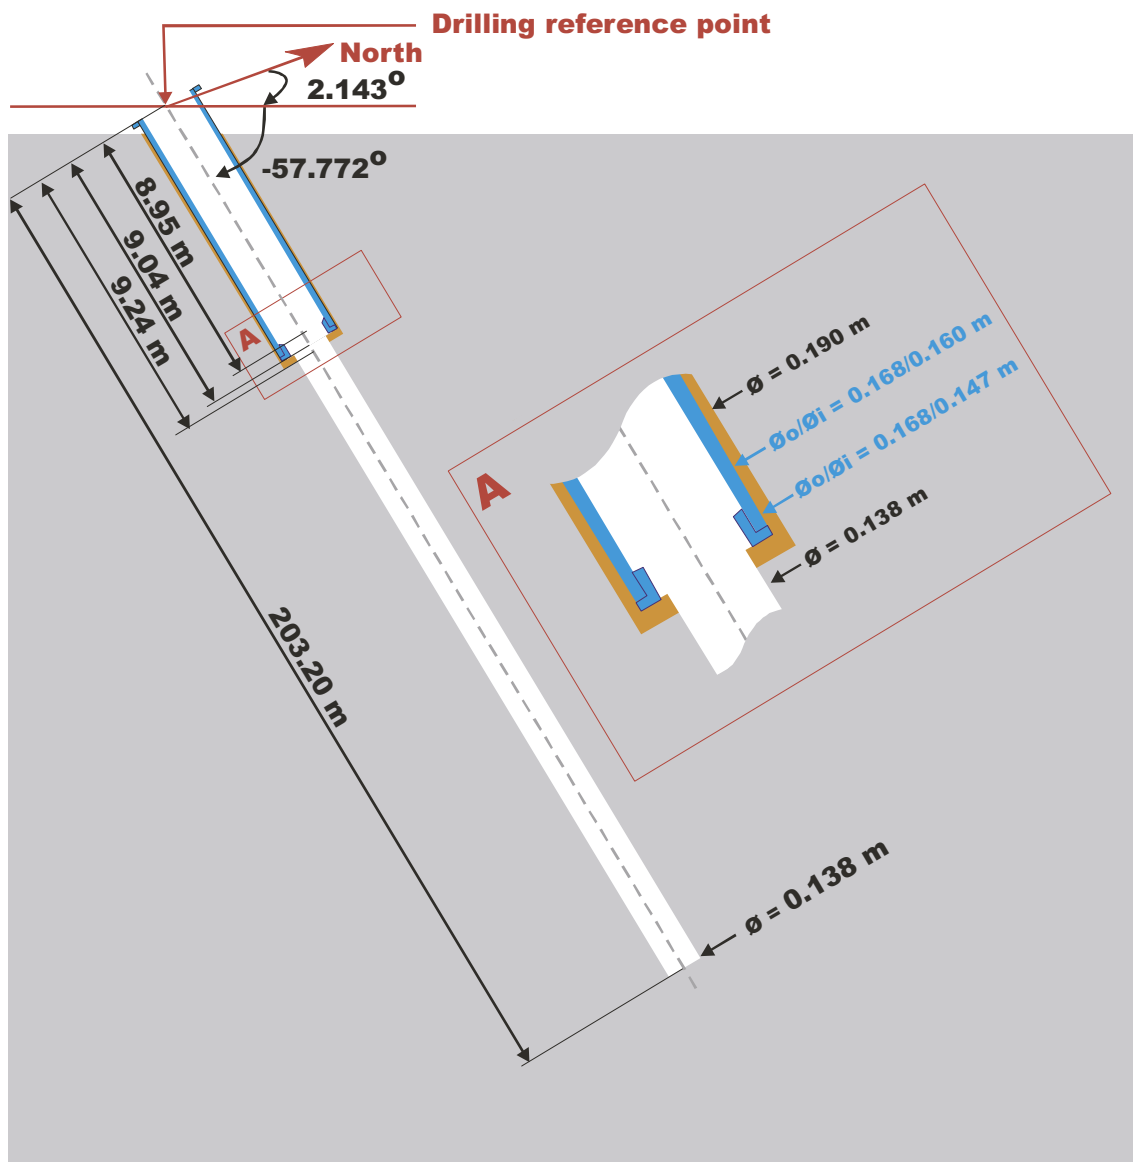 Drilling reference point
North
2.143°
-57.772°
8.95 m
9.04 m
9.24 m
A
203.20 m
A
Ø = 0.190 m
Øo/Øi = 0.168/0.160 m
Øo/Øi = 0.168/0.147 m
Ø = 0.138 m
Ø = 0.138 m